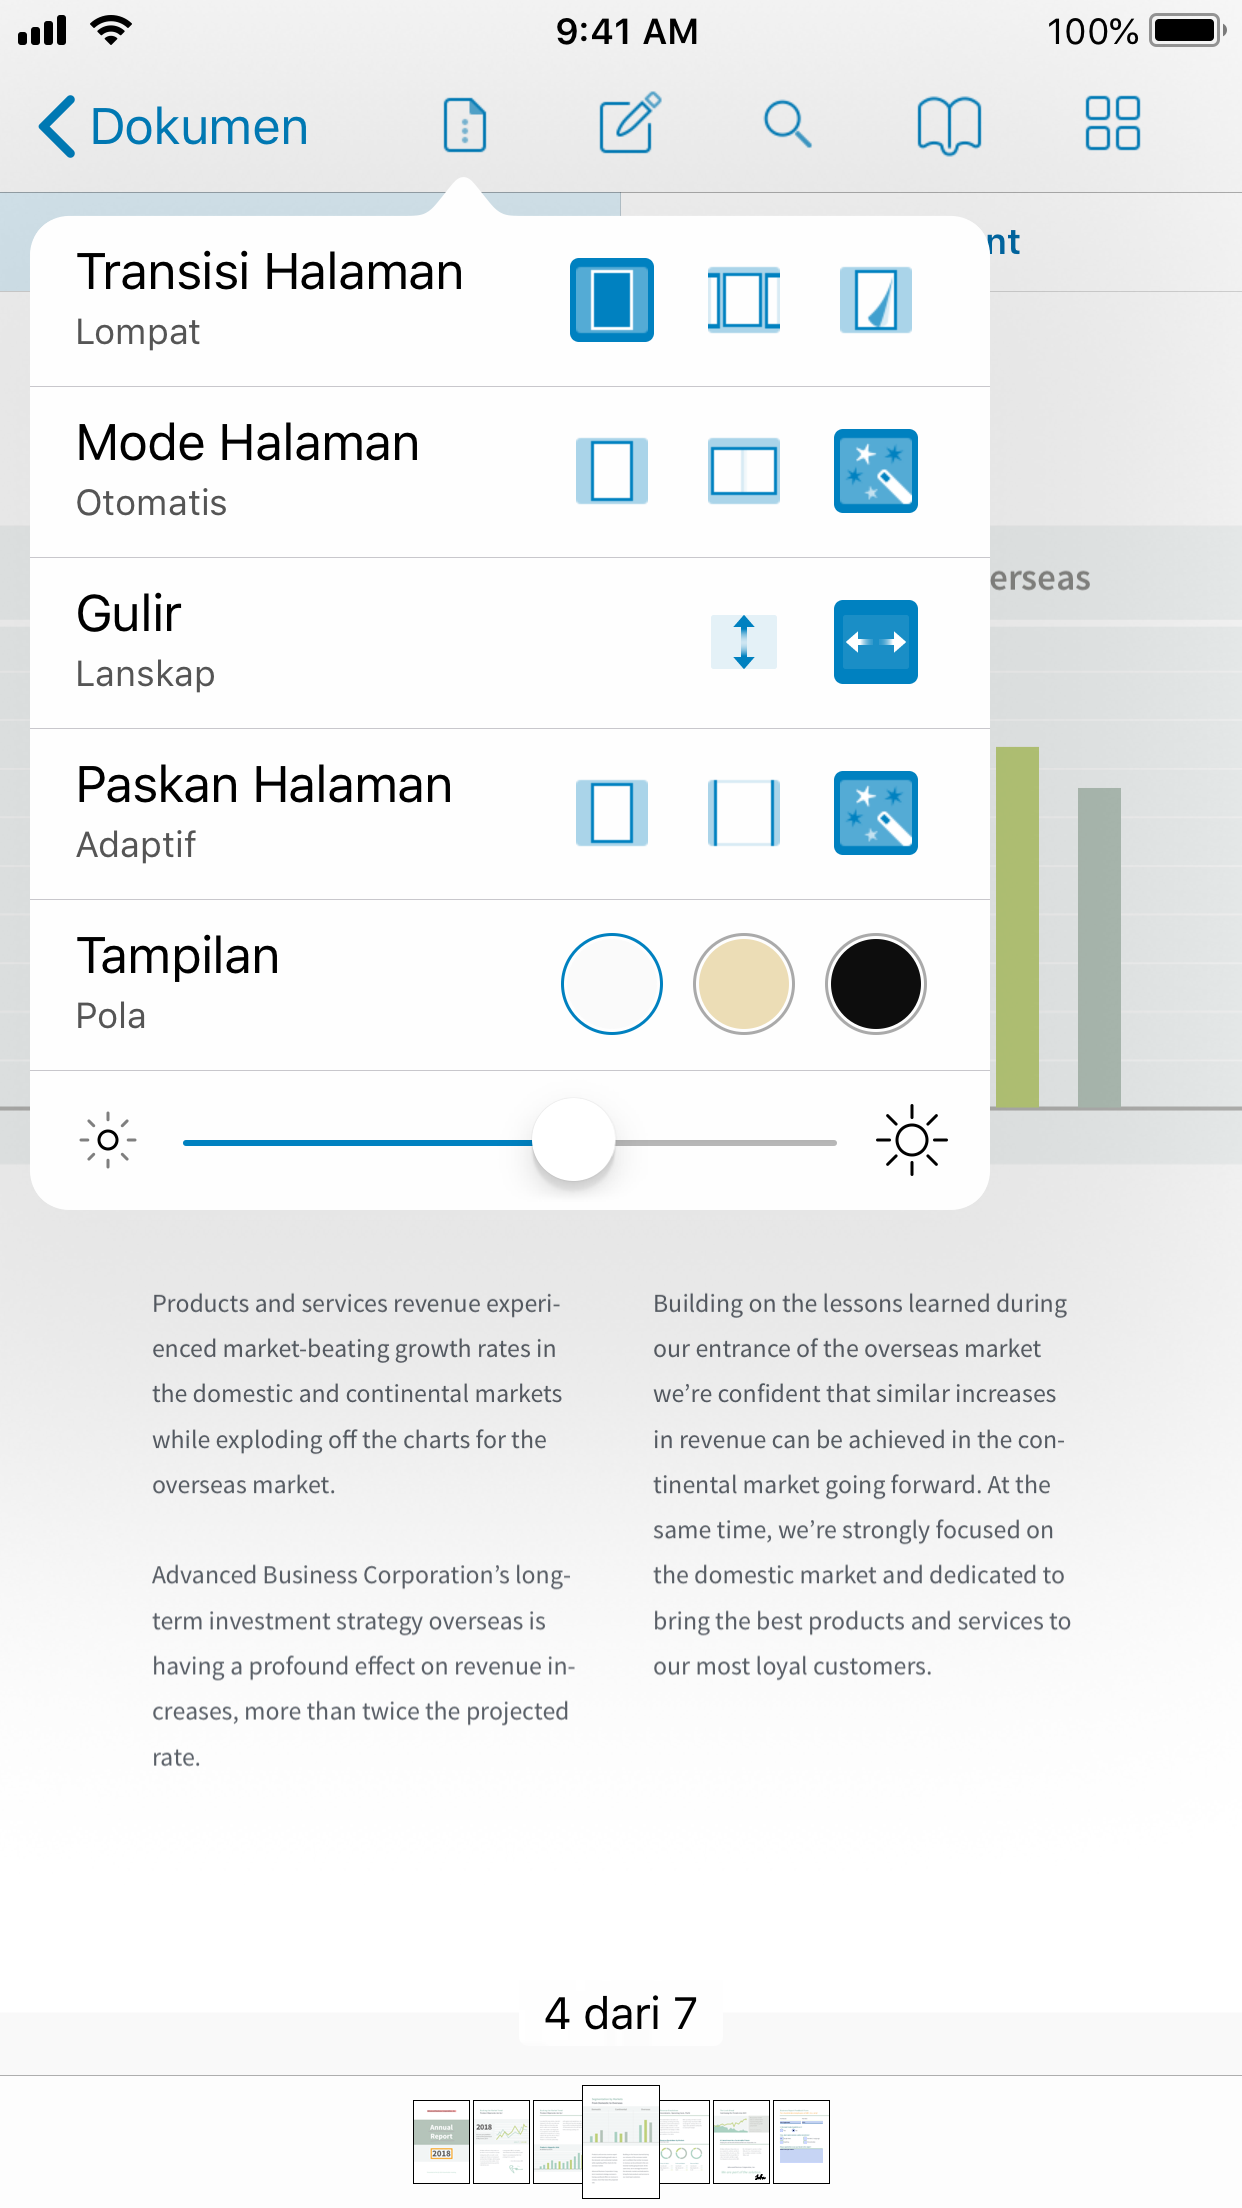 9:41 AM
100%
Dokumen
nt
Transisi Halaman
Lompat
Mode Halaman
Otomatis
erseas
Gulir
Lanskap
Paskan Halaman
Adaptif
Tampilan
Pola
Products and services revenue experi-
enced market-beating growth rates in
the domestic and continental markets
while exploding off the charts for the
overseas market.
Advanced Business Corporation’s long-
term investment strategy overseas is
having a profound effect on revenue in-
creases, more than twice the projected
rate.
Building on the lessons learned during
our entrance of the overseas market
we’re confident that similar increases
in revenue can be achieved in the con-
tinental market going forward. At the
same time, we’re strongly focused on
the domestic market and dedicated to
bring the best products and services to
our most loyal customers.
4 dari 7
Annual
Report
2018
2018